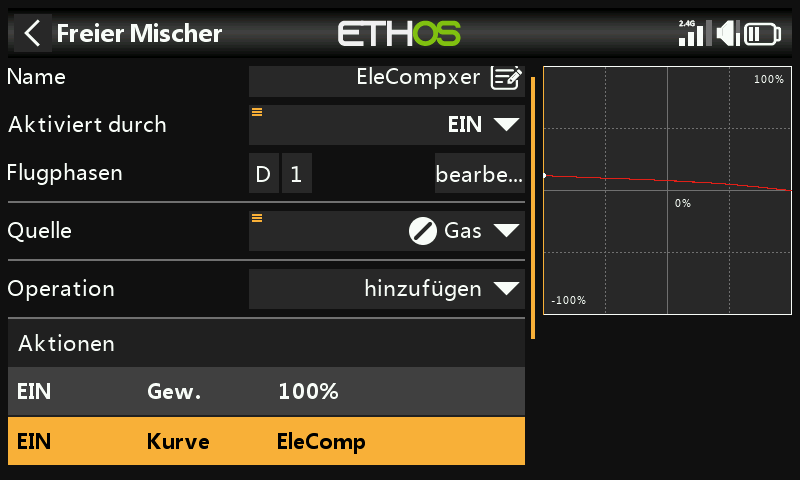 Freier Mischer
ETHOS
2.4G
Name EleCompxer
100%
Aktiviert durch EIN
Flugphasen D 1 bearbe...
0%
Quelle Gas
Operation hinzufügen
-100%
Aktionen
EIN Gew. 100%
EIN Kurve EleComp